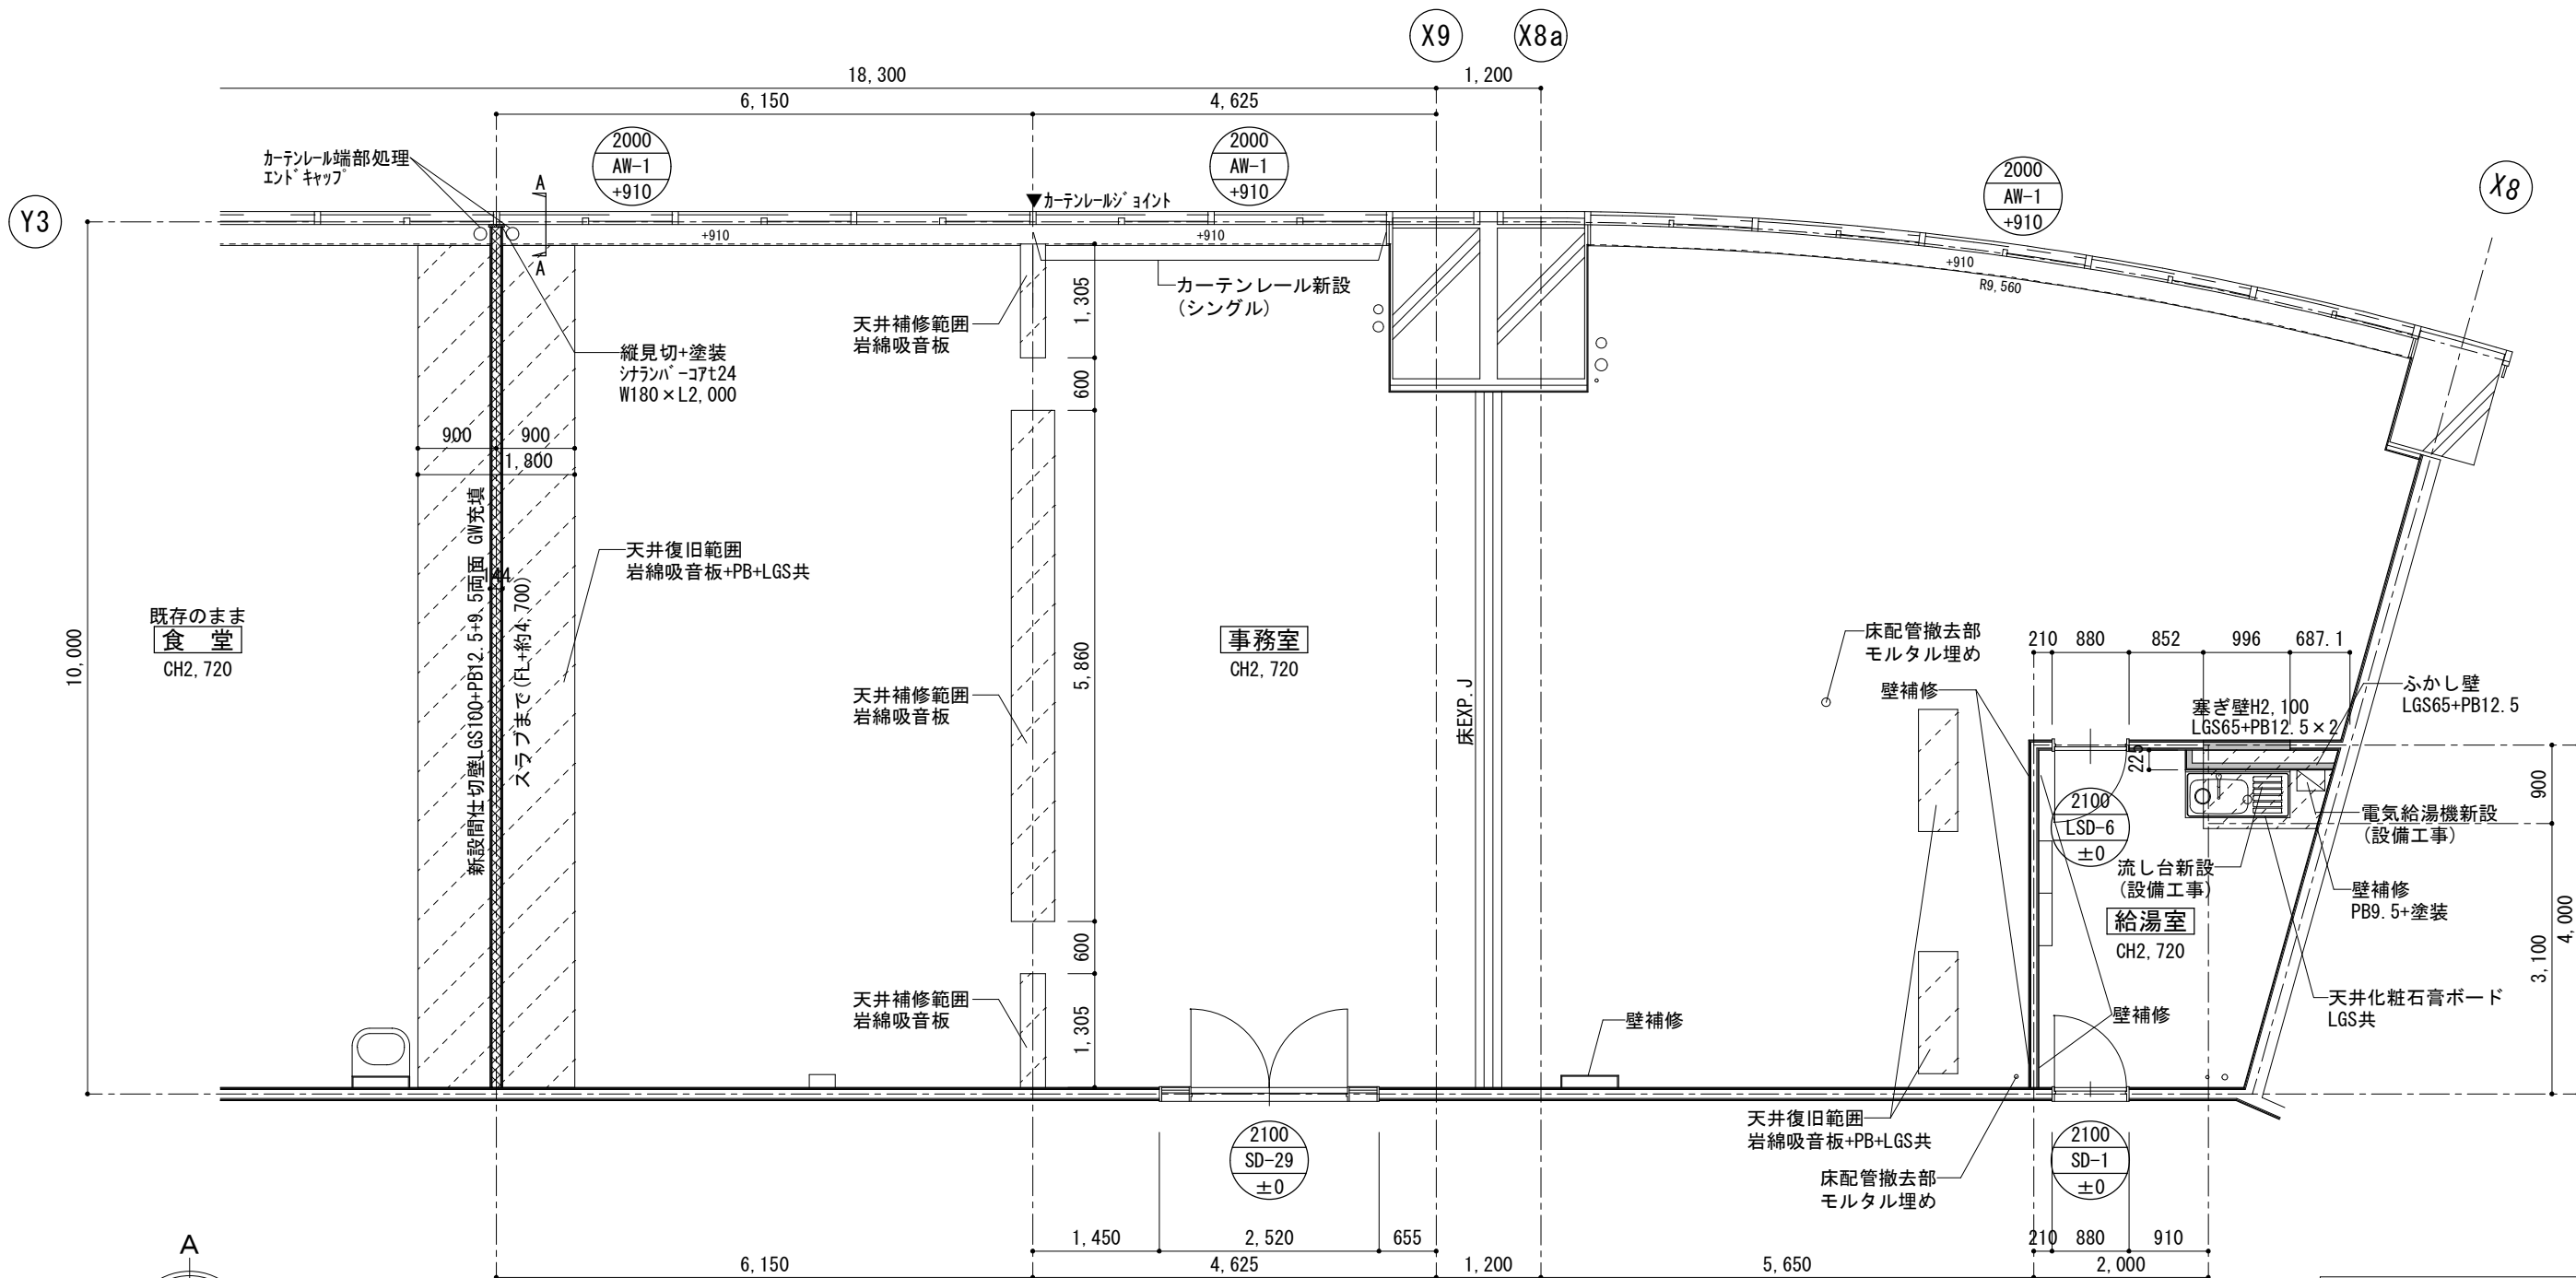 X9
X8a
18,300
1,200
6,150
4,625
2000
AW-1
+910
2000
AW-1
+910
2000
AW-1
+910
X8
カーテンレール端部処理
エンドキャップ
A
A
Y3
▼カーテンレールジョイント
+910
+910
+910
R9,560
カーテンレール新設
(シングル)
1,305
天井補修範囲
岩綿吸音板
縦見切+塗装
シナランバーコアt24
W180×L2,000
600
900
900
1,800
新設間仕切壁LGS100+PB12.5+9.5両面 GW充填
スラブまで(FL+約4,700)
144
天井復旧範囲
岩綿吸音板+PB+LGS共
既存のまま
食 堂
CH2,720
10,000
事務室
CH2,720
5,860
天井補修範囲
岩綿吸音板
床EXP.J
床配管撤去部
モルタル埋め
壁補修
210
880
852
996
687.1
ふかし壁
LGS65+PB12.5
塞ぎ壁H2,100
LGS65+PB12.5×2
225
2100
LSD-6
±0
900
電気給湯機新設
(設備工事)
流し台新設
(設備工事)
壁補修
PB9.5+塗装
給湯室
CH2,720
4,000
3,100
600
天井補修範囲
岩綿吸音板
1,305
壁補修
壁補修
天井化粧石膏ボード
LGS共
天井復旧範囲
岩綿吸音板+PB+LGS共
床配管撤去部
モルタル埋め
2100
SD-29
±0
2100
SD-1
±0
1,450
2,520
655
210
880
910
A
6,150
4,625
1,200
5,650
2,000